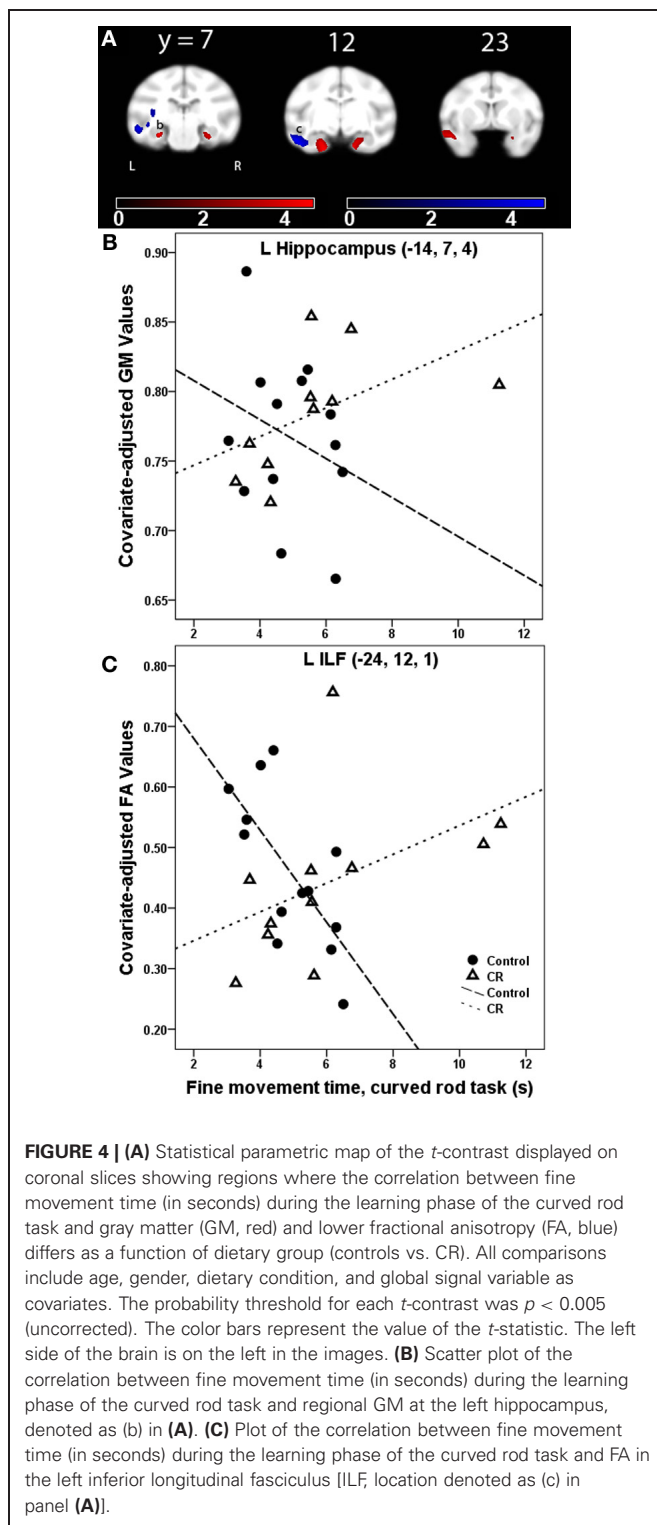 A
y = 7 12 23
b
c
L R
0 2 4 0 2 4
B
L Hippocampus (-14, 7, 4)
Covariate-adjusted GM Values
0.90
0.85
0.80
0.75
0.70
0.65
2 4 6 8 10 12
C
L ILF (-24, 12, 1)
Covariate-adjusted FA Values
0.80
0.70
0.60
0.50
0.40
0.30
0.20
Control
CR
Control
CR
2 4 6 8 10 12
Fine movement time, curved rod task (s)
FIGURE 4 | (A) Statistical parametric map of the t-contrast displayed on
coronal slices showing regions where the correlation between fine
movement time (in seconds) during the learning phase of the curved rod
task and gray matter (GM, red) and lower fractional anisotropy (FA, blue)
differs as a function of dietary group (controls vs. CR). All comparisons
include age, gender, dietary condition, and global signal variable as
covariates. The probability threshold for each t-contrast was p < 0.005
(uncorrected). The color bars represent the value of the t-statistic. The left
side of the brain is on the left in the images. (B) Scatter plot of the
correlation between fine movement time (in seconds) during the learning
phase of the curved rod task and regional GM at the left hippocampus,
denoted as (b) in (A). (C) Plot of the correlation between fine movement
time (in seconds) during the learning phase of the curved rod task and FA in
the left inferior longitudinal fasciculus [ILF, location denoted as (c) in
panel (A)].